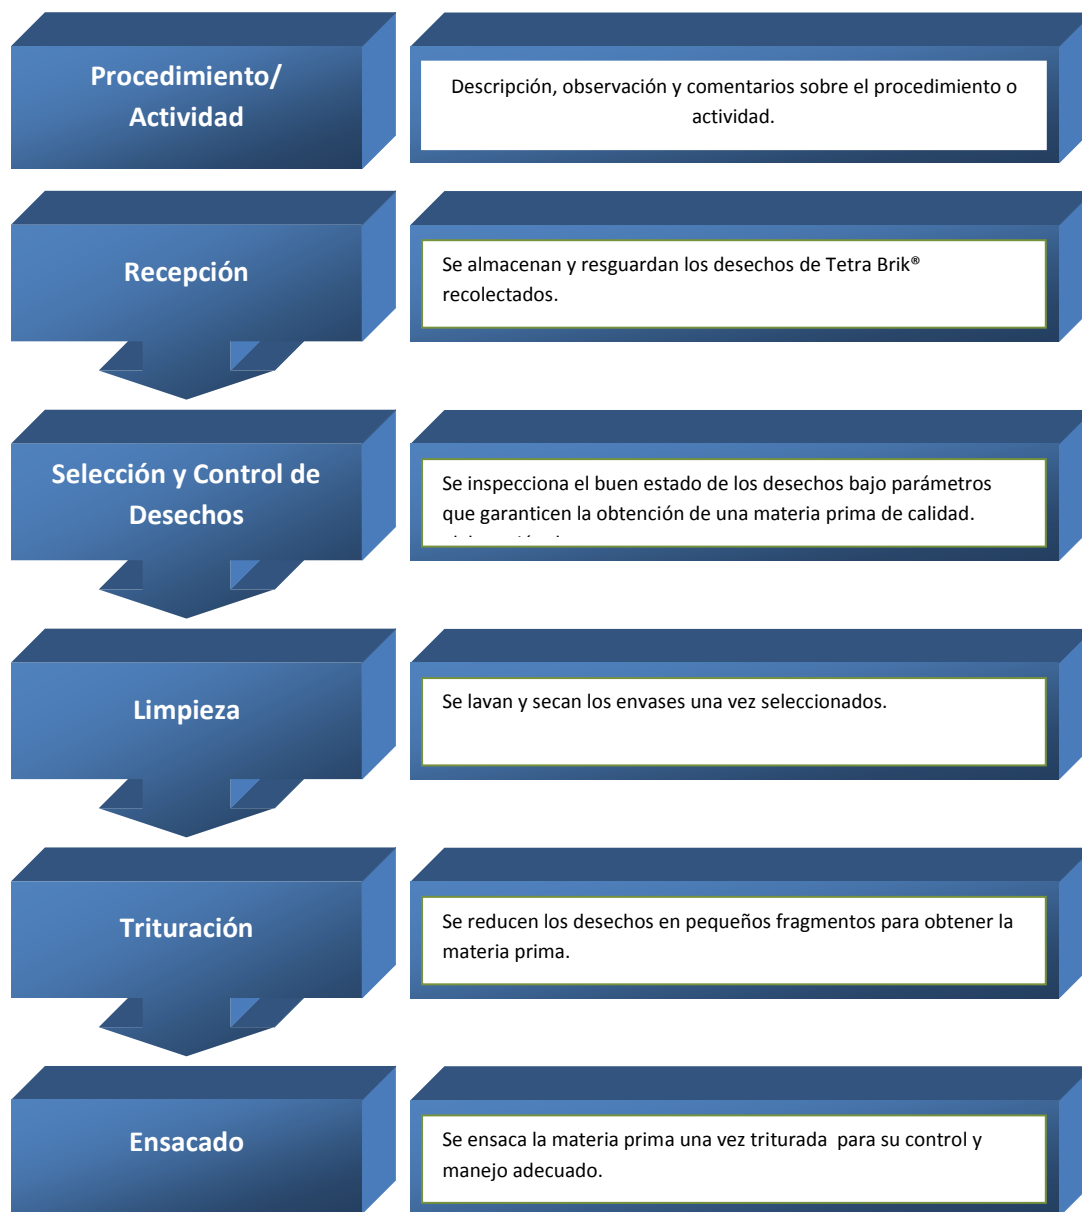 Procedimiento/
Actividad
Descripción, observación y comentarios sobre el procedimiento o
actividad.
Recepción
Se almacenan y resguardan los desechos de Tetra Brik®
recolectados.
Selección y Control de
Desechos
Se inspecciona el buen estado de los desechos bajo parámetros
que garanticen la obtención de una materia prima de calidad.
Limpieza
Se lavan y secan los envases una vez seleccionados.
Trituración
Se reducen los desechos en pequeños fragmentos para obtener la
materia prima.
Ensacado
Se ensaca la materia prima una vez triturada  para su control y
manejo adecuado.